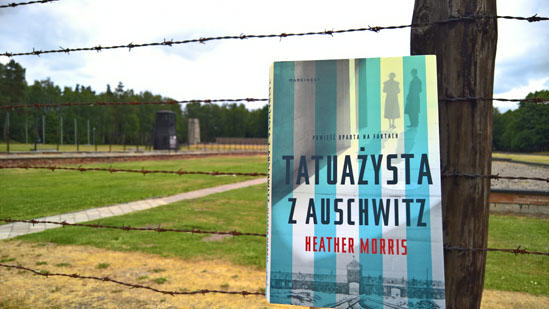 MARGINESY
POWIEŚĆ OPARTA NA FAKTACH
TATUAŻYSTA
Z AUSCHWITZ
HEATHER MORRIS